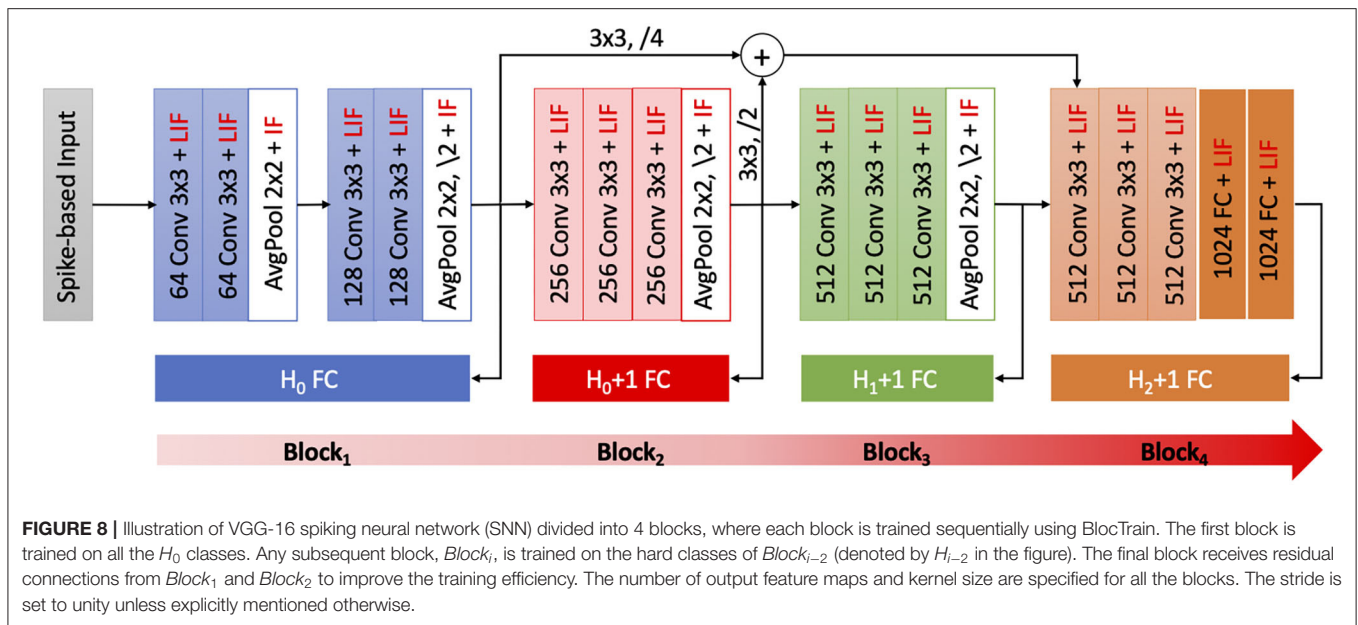 3x3, /4
+
Spike-based Input
64 Conv 3x3 + LIF
64 Conv 3x3 + LIF
AvgPool 2x2 + IF
128 Conv 3x3 + LIF
128 Conv 3x3 + LIF
AvgPool 2x2, \2 + IF
256 Conv 3x3 + LIF
256 Conv 3x3 + LIF
256 Conv 3x3 + LIF
AvgPool 2x2, \2 + IF
3x3, /2
512 Conv 3x3 + LIF
512 Conv 3x3 + LIF
512 Conv 3x3 + LIF
AvgPool 2x2, \2 + IF
512 Conv 3x3 + LIF
512 Conv 3x3 + LIF
512 Conv 3x3 + LIF
1024 FC + LIF
1024 FC + LIF
H₀ FC
H₀+1 FC
H₁+1 FC
H₂+1 FC
Block₁
Block₂
Block₃
Block₄
FIGURE 8 | Illustration of VGG-16 spiking neural network (SNN) divided into 4 blocks, where each block is trained sequentially using BlocTrain. The first block is
trained on all the H₀ classes. Any subsequent block, Blockᵢ, is trained on the hard classes of Blockᵢ₋₂ (denoted by Hᵢ₋₂ in the figure). The final block receives residual
connections from Block₁ and Block₂ to improve the training efficiency. The number of output feature maps and kernel size are specified for all the blocks. The stride is
set to unity unless explicitly mentioned otherwise.